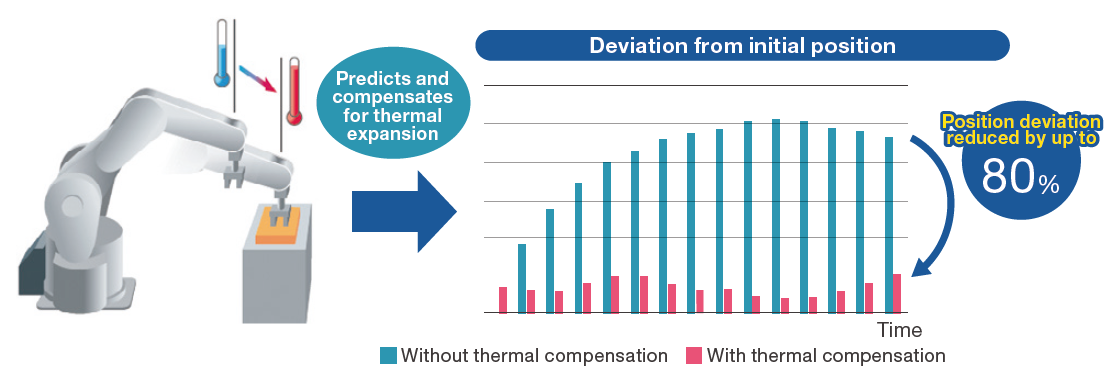 Deviation from initial position
Predicts and
compensates
for thermal
expansion
Position deviation
reduced by up to
80%
Time
Without thermal compensation
With thermal compensation